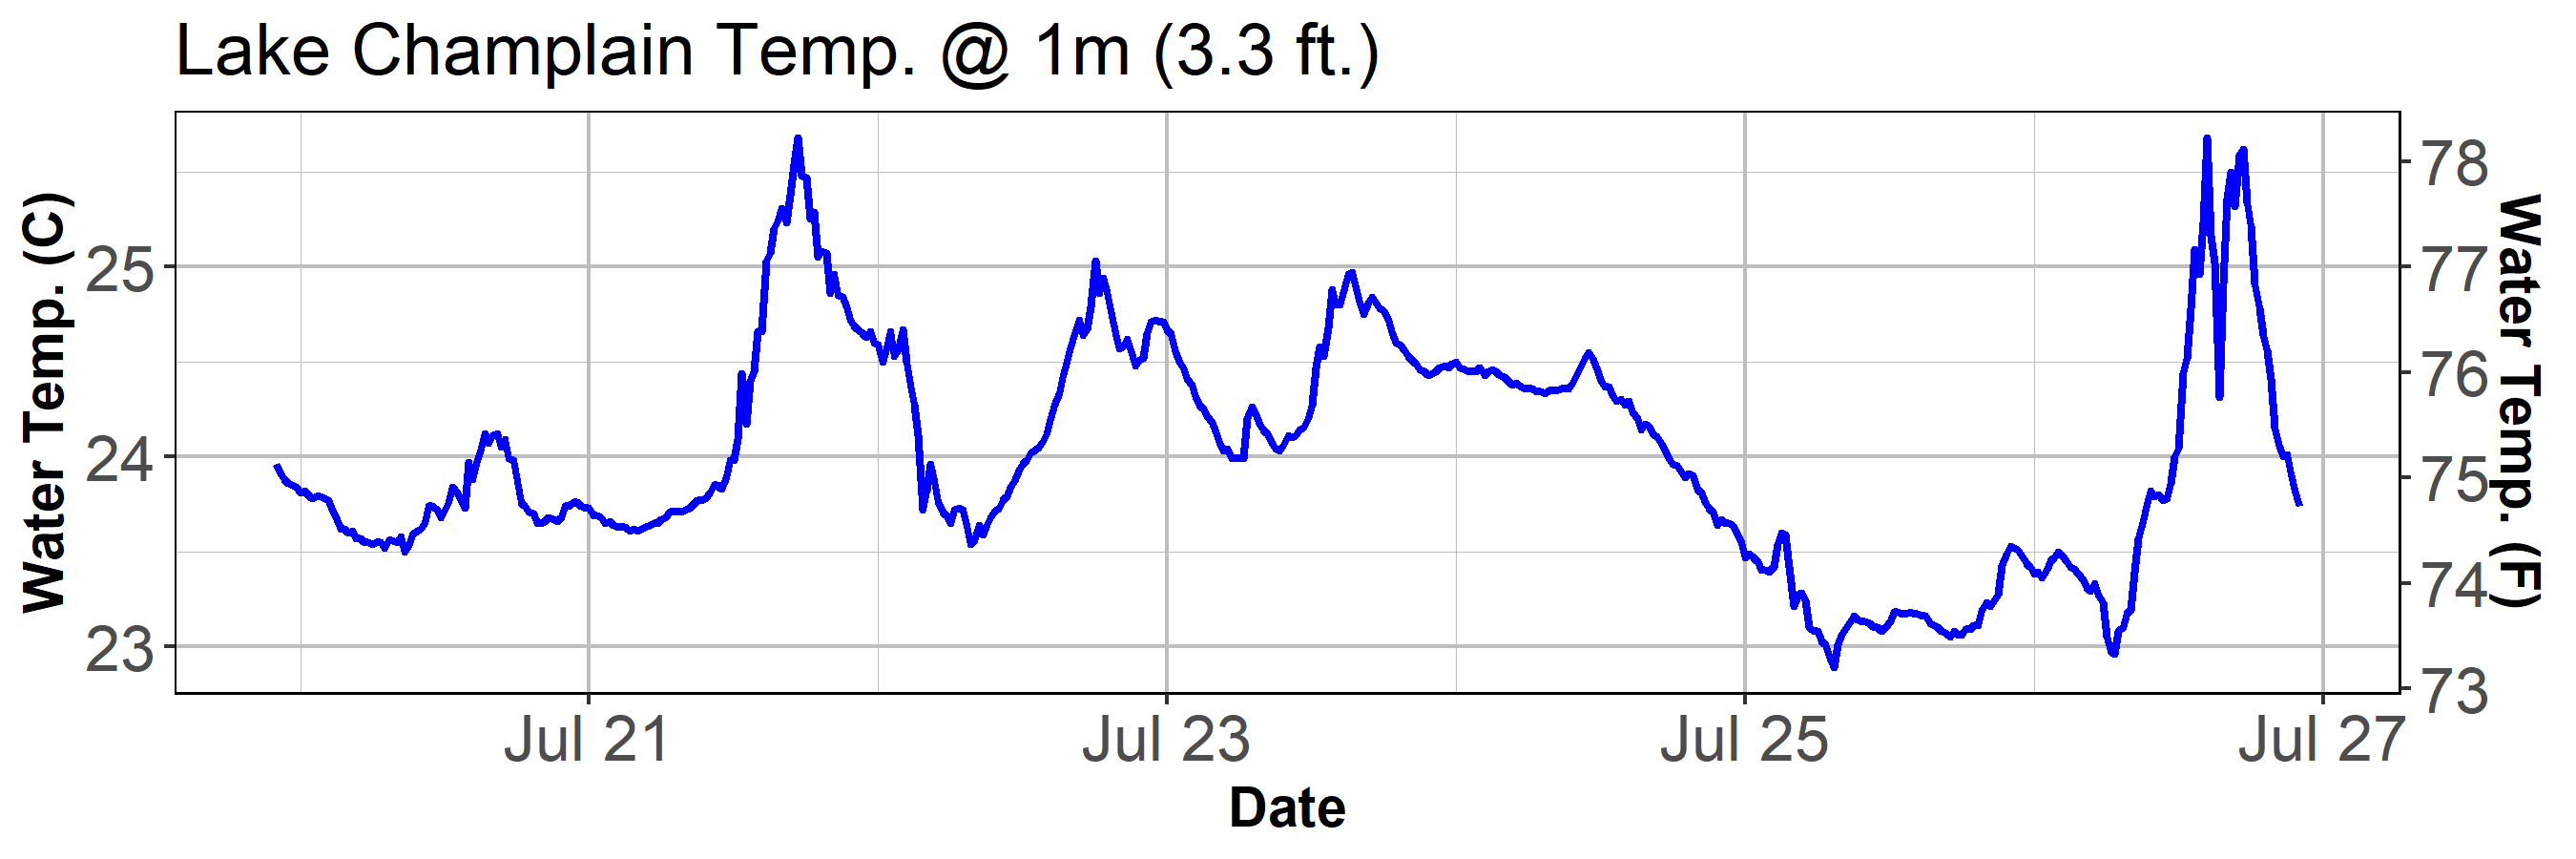 Lake Champlain Temp. @ 1m (3.3 ft.)
Water Temp. (C)
25
24
23
78
77
76
75
74
73
Water Temp. (F)
Jul 21 Jul 23 Jul 25 Jul 27
Date